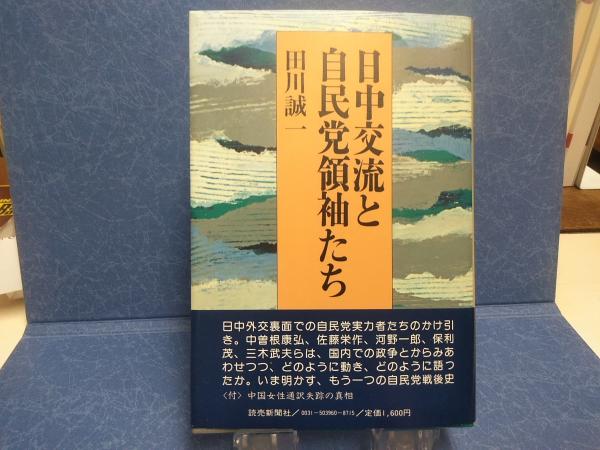 日中交流と
自民党領袖たち
田川誠一
日中外交裏面での自民党実力者たちのかけ引
き。中曽根康弘、佐藤栄作、河野一郎、保利
茂、三木武夫らは、国内での政争とからみあ
わせつつ、どのように動き、どのように語っ
たか。いま明かす、もう一つの自民党戦後史
〈付〉中国女性通訳失踪の真相
読売新聞社/0031-503960-8715/定価1,600円